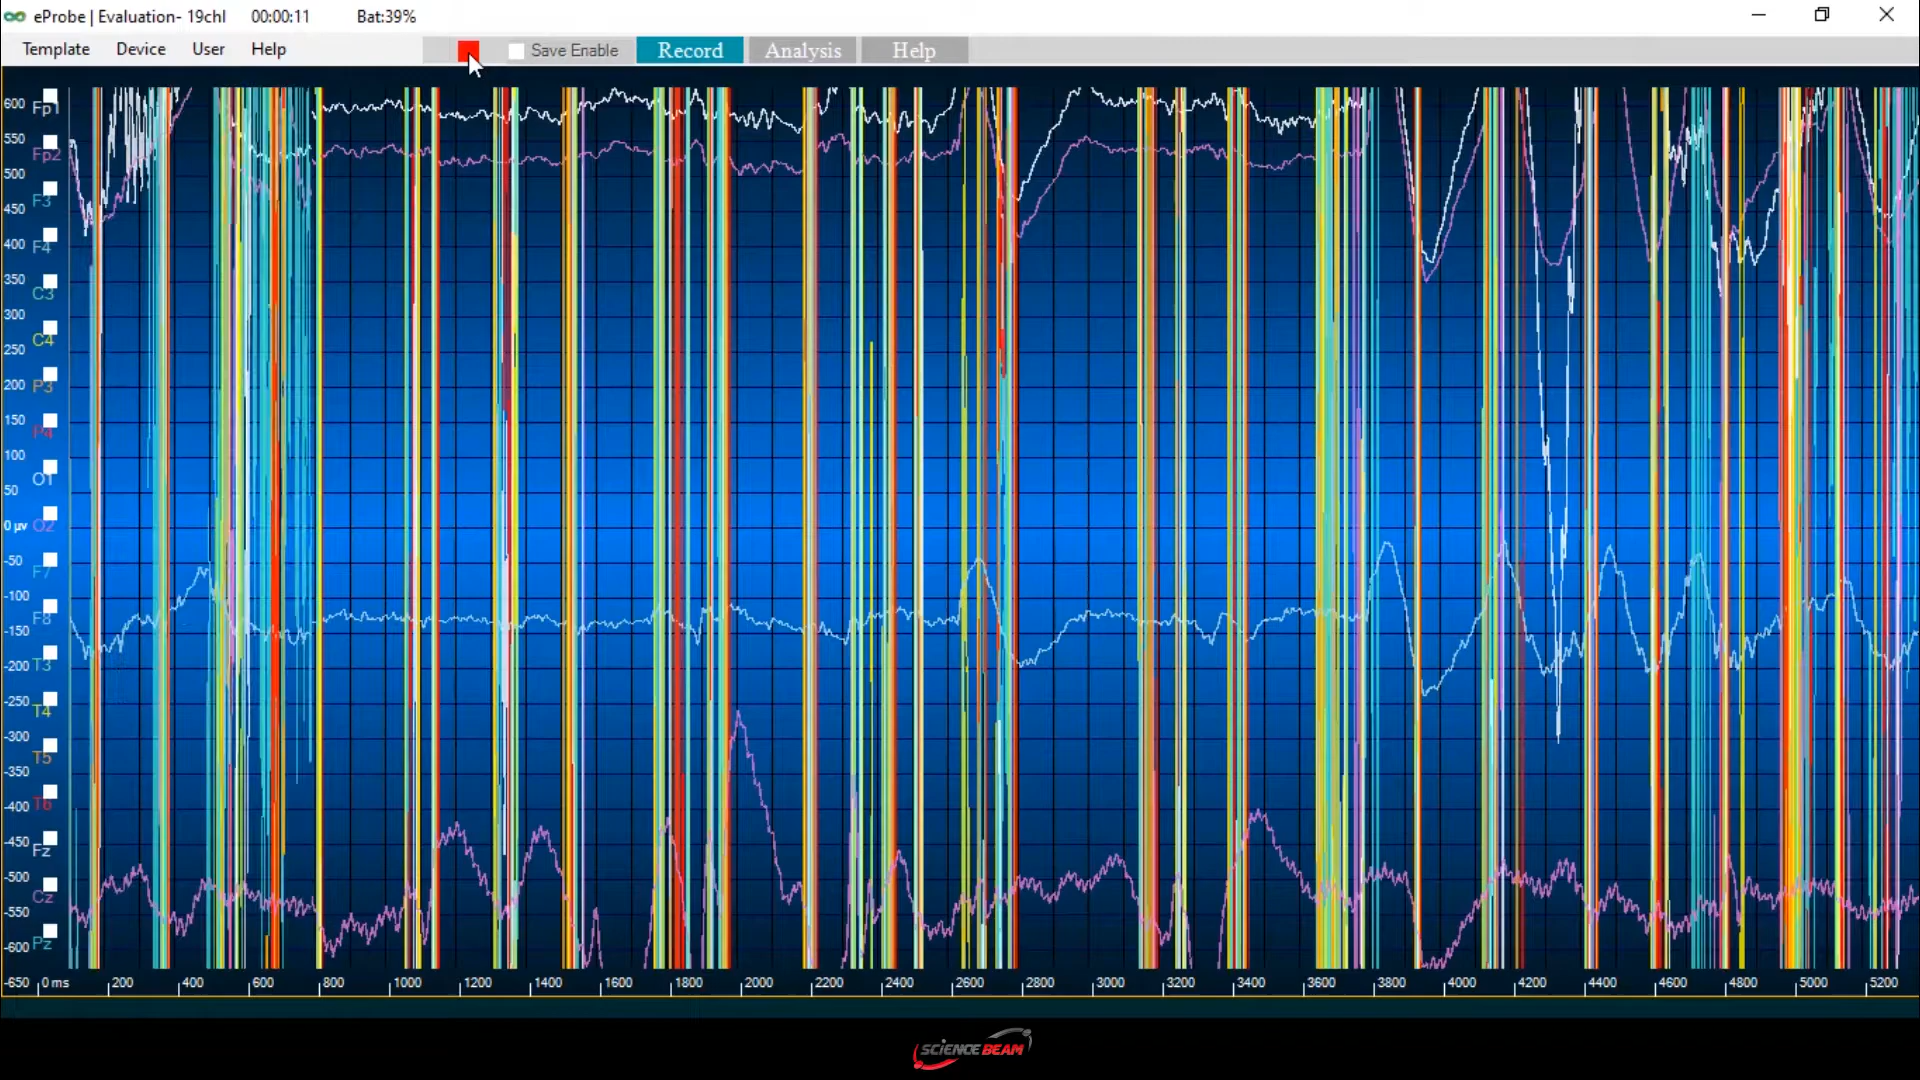 eProbe | Evaluation- 19chl 00:00:11 Bat:39%
Template Device User Help Save Enable Record Analysis Help
600 Fp1
550 Fp2
500 F3
450
400 F4
350
300 C3
250 C4
200 P3
150 P4
100
50 O1
0 µv O2
-50 F7
-100
-150 F8
-200 T3
-250 T4
-300
-350 T5
-400 T6
-450 Fz
-500 Cz
-550
-600 Pz
-650 0 ms 200 400 600 800 1000 1200 1400 1600 1800 2000 2200 2400 2600 2800 3000 3200 3400 3600 3800 4000 4200 4400 4600 4800 5000 5200
SCIENCE BEAM